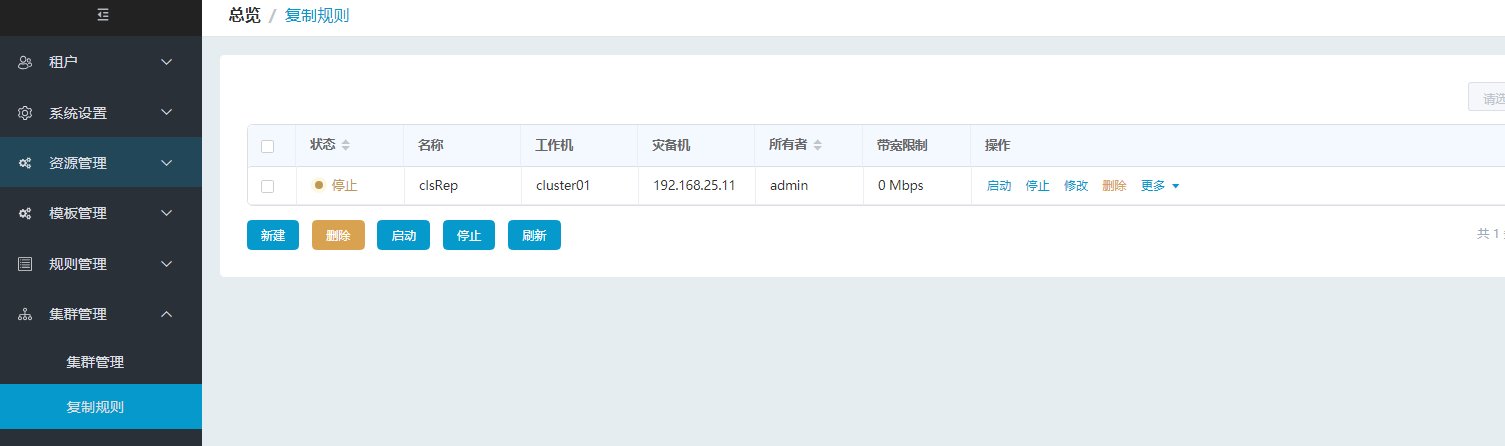 总览 / 复制规则
租户
系统设置
资源管理
模板管理
规则管理
集群管理
集群管理
复制规则
请选
状态 名称 工作机 灾备机 所有者 带宽限制 操作
停止 clsRep cluster01 192.168.25.11 admin 0 Mbps 启动 停止 修改 删除 更多
新建 删除 启动 停止 刷新
共 1